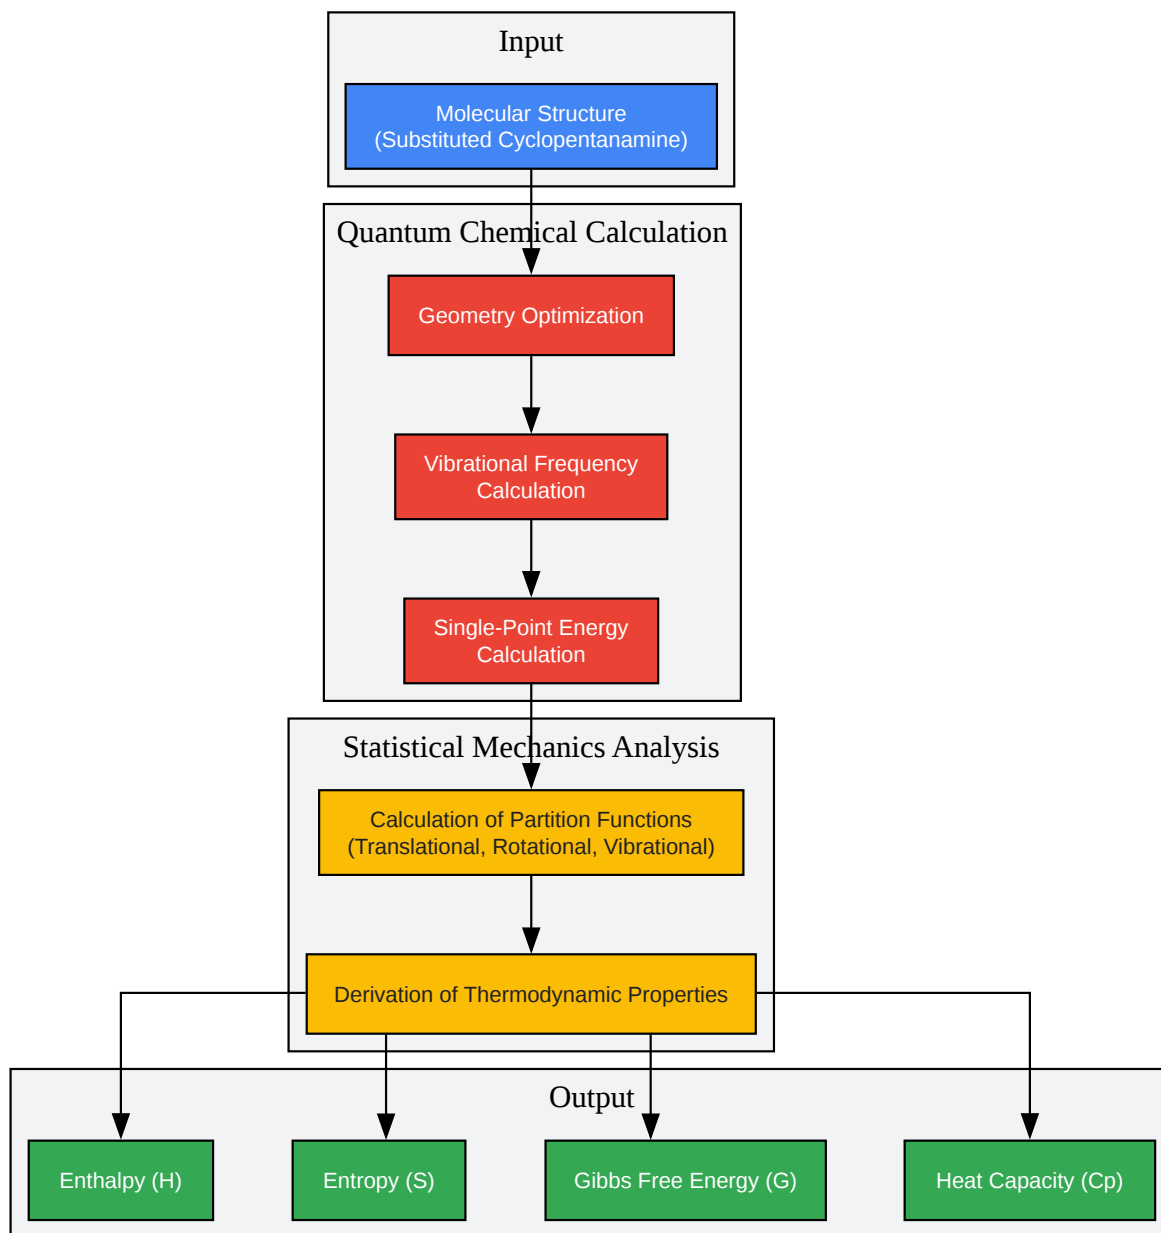 Input
Molecular Structure
(Substituted Cyclopentanamine)
Quantum Chemical Calculation
Geometry Optimization
Vibrational Frequency
Calculation
Single-Point Energy
Calculation
Statistical Mechanics Analysis
Calculation of Partition Functions
(Translational, Rotational, Vibrational)
Derivation of Thermodynamic Properties
Output
Enthalpy (H)
Entropy (S)
Gibbs Free Energy (G)
Heat Capacity (Cp)